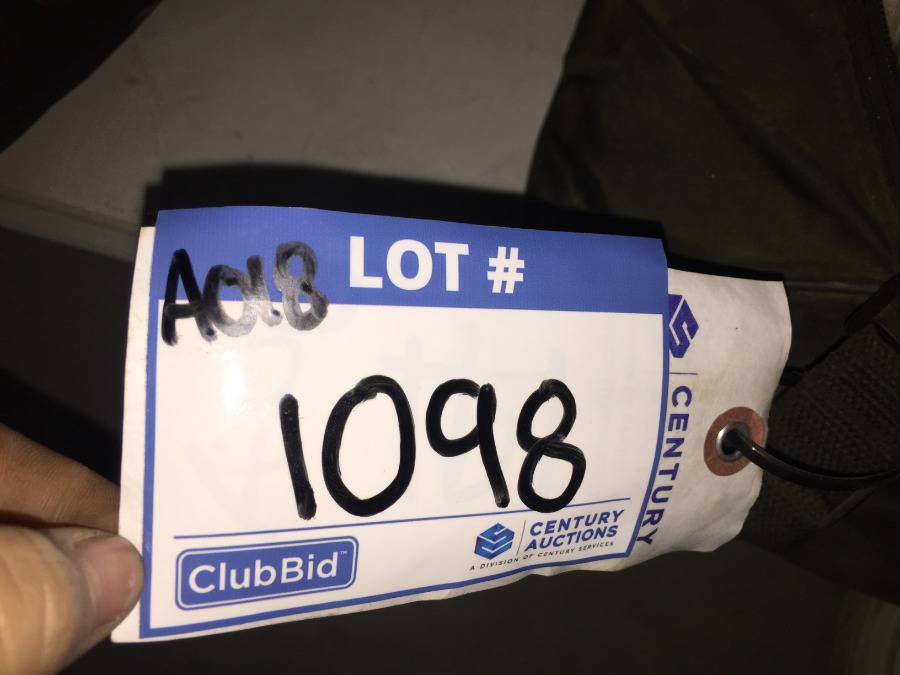 A018 LOT #
1098
ClubBid™
CENTURY
AUCTIONS
A DIVISION OF CENTURY SERVICES
CENTURY